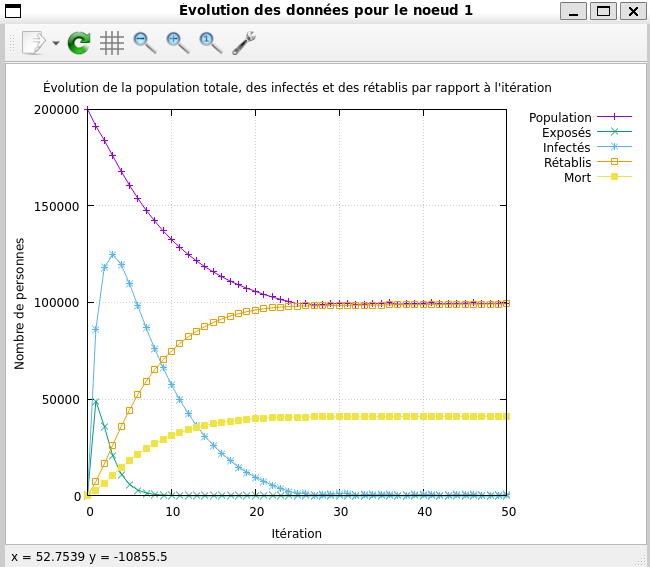 Evolution des données pour le noeud 1
Évolution de la population totale, des infectés et des rétablis par rapport à l'itération
200000
150000
100000
50000
0
Nombre de personnes
0 10 20 30 40 50
Itération
Population
Exposés
Infectés
Rétablis
Mort
x = 52.7539 y = -10855.5